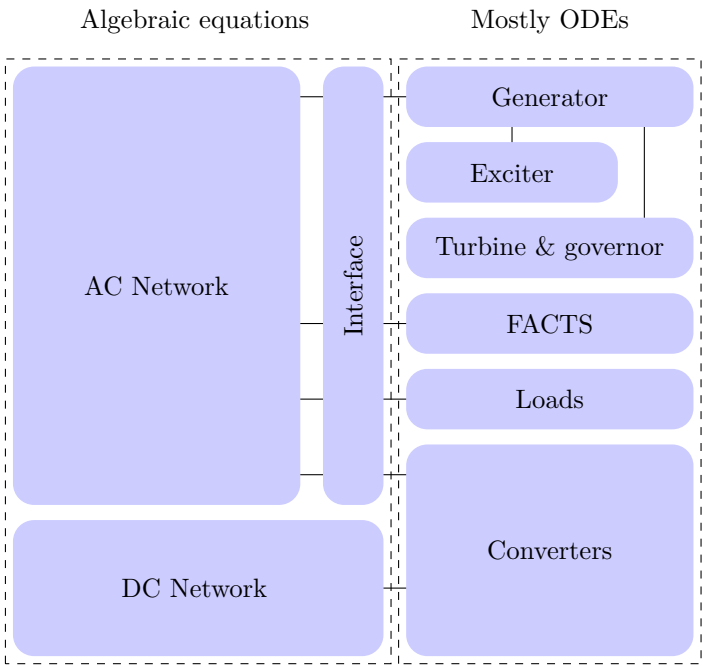 Algebraic equations
Mostly ODEs
AC Network
Interface
Generator
Exciter
Turbine & governor
FACTS
Loads
Converters
DC Network